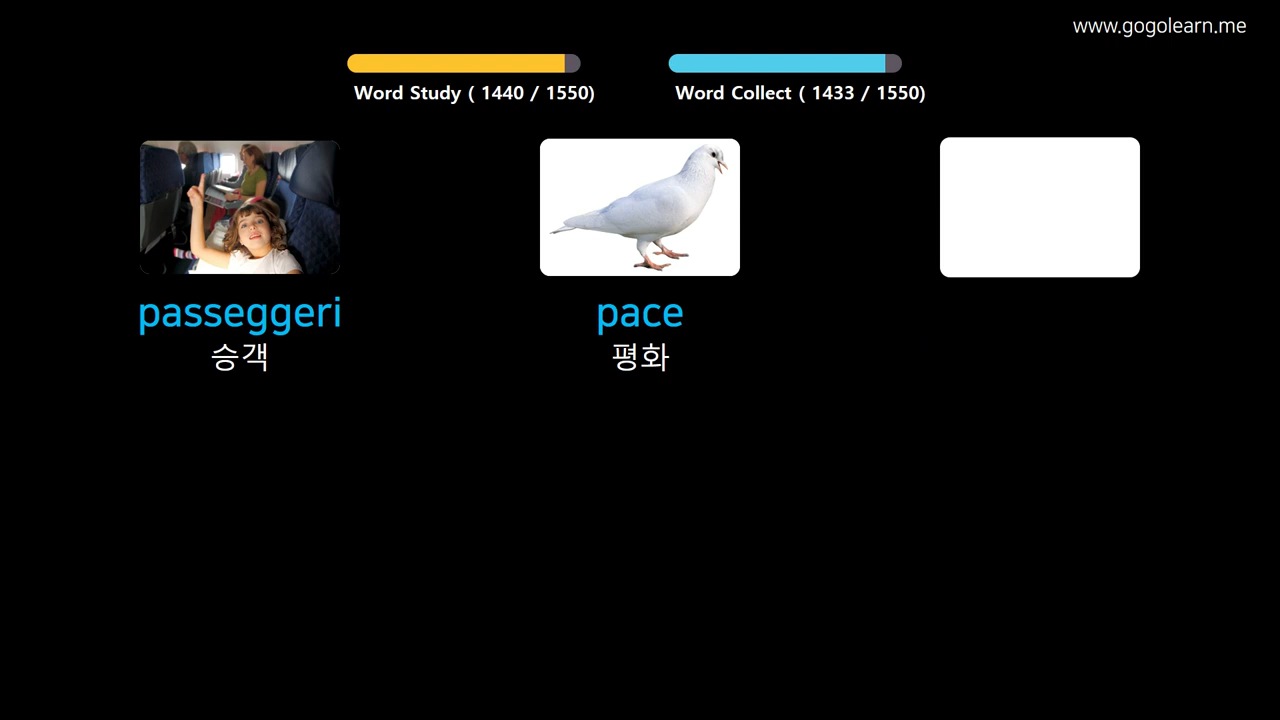 www.gogolearn.me
Word Study ( 1440 / 1550)
Word Collect ( 1433 / 1550)
passeggeri
승객
pace
평화